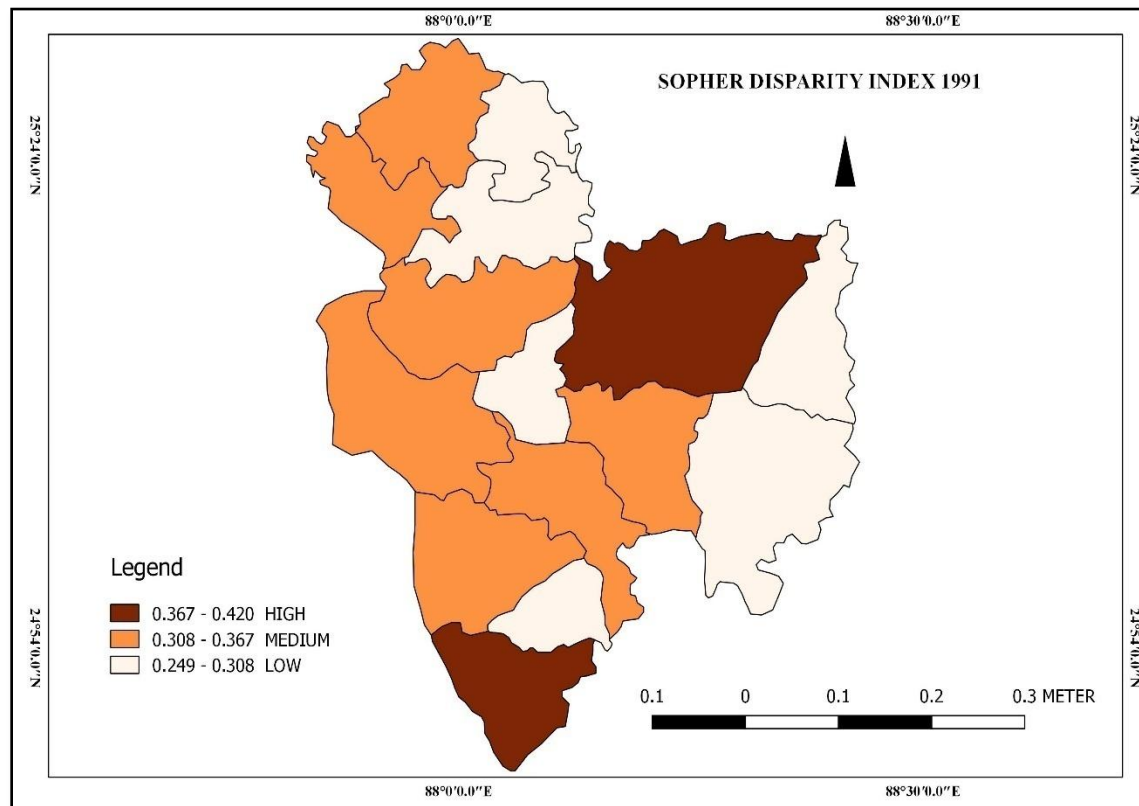 88°0'0.0"E
88°30'0.0"E
SOPHER DISPARITY INDEX 1991
25°24'0.0"N
25°24'0.0"N
Legend
0.367 - 0.420 HIGH
0.308 - 0.367 MEDIUM
0.249 - 0.308 LOW
24°54'0.0"N
24°54'0.0"N
0.1 0 0.1 0.2 0.3 METER
88°0'0.0"E
88°30'0.0"E